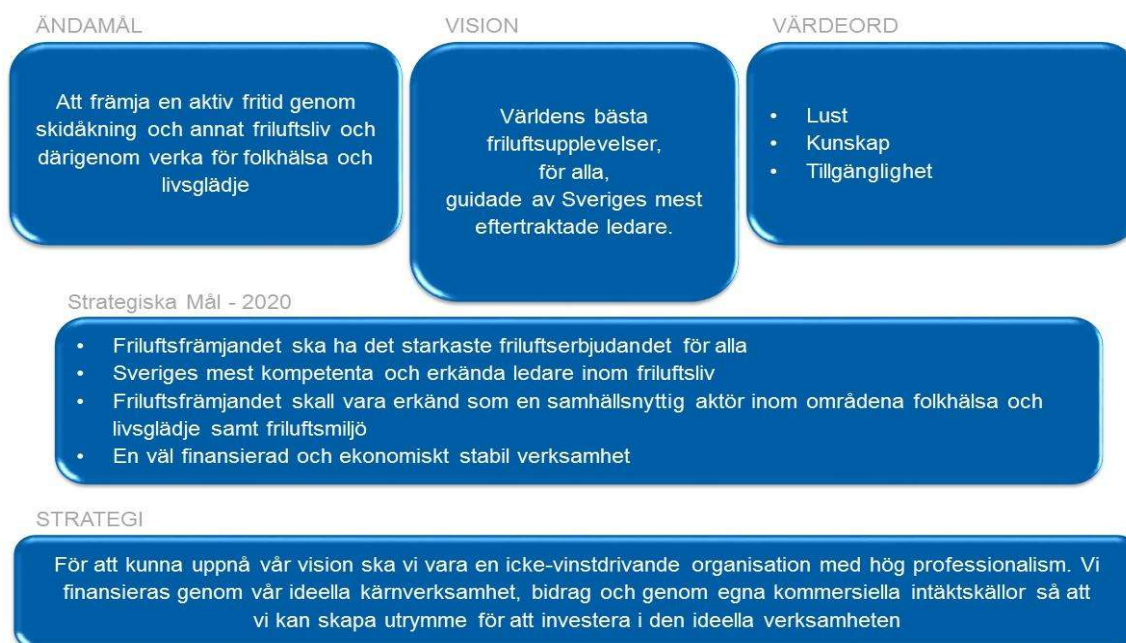 ÄNDAMÅL
Att främja en aktiv fritid genom
skidåkning och annat friluftsliv och
därigenom verka för folkhälsa och
livsglädje
VISION
Världens bästa
friluftsupplevelser,
för alla,
guidade av Sveriges mest
eftertraktade ledare.
VÄRDEORD
• Lust
• Kunskap
• Tillgänglighet
Strategiska Mål - 2020
• Friluftsfrämjandet ska ha det starkaste friluftserbjudandet för alla
• Sveriges mest kompetenta och erkända ledare inom friluftsliv
• Friluftsfrämjandet skall vara erkänd som en samhällsnyttig aktör inom områdena folkhälsa och
livsglädje samt friluftsmiljö
• En väl finansierad och ekonomiskt stabil verksamhet
STRATEGI
För att kunna uppnå vår vision ska vi vara en icke-vinstdrivande organisation med hög professionalism. Vi
finansieras genom vår ideella kärnverksamhet, bidrag och genom egna kommersiella intäktskällor så att
vi kan skapa utrymme för att investera i den ideella verksamheten